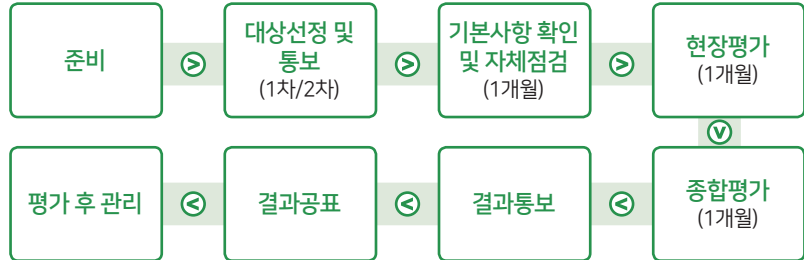 준비
대상선정 및
통보
(1차/2차)
기본사항 확인
및 자체점검
(1개월)
현장평가
(1개월)
종합평가
(1개월)
결과통보
결과공표
평가 후 관리